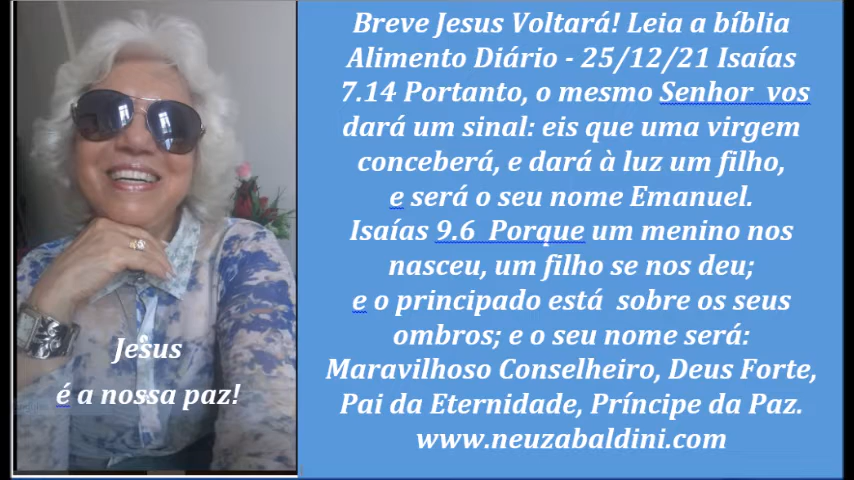 Breve Jesus Voltará! Leia a bíblia
Alimento Diário - 25/12/21 Isaías
7.14 Portanto, o mesmo Senhor vos
dará um sinal: eis que uma virgem
conceberá, e dará à luz um filho,
e será o seu nome Emanuel.
Isaías 9.6 Porque um menino nos
nasceu, um filho se nos deu;
e o principado está sobre os seus
ombros; e o seu nome será:
Maravilhoso Conselheiro, Deus Forte,
Pai da Eternidade, Príncipe da Paz.
www.neuzabaldini.com
Jesus
é a nossa paz!